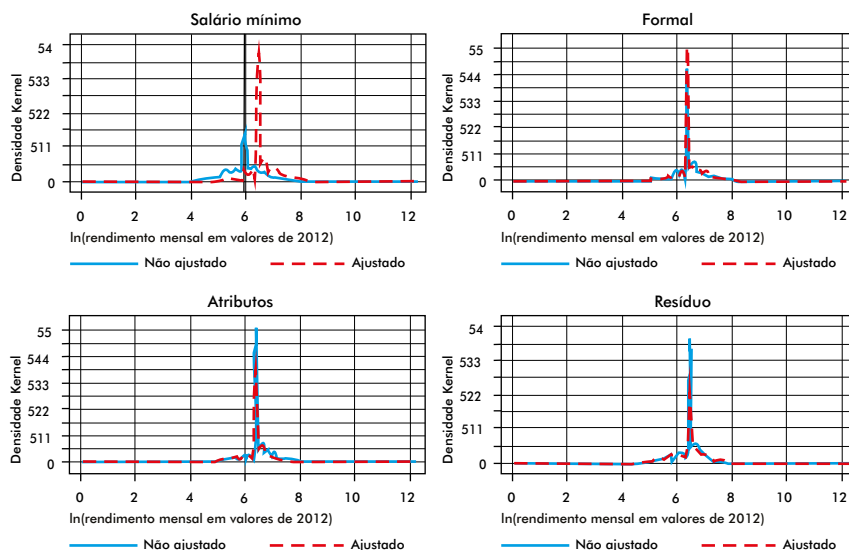 Salário mínimo
Densidade Kernel
54
533
522
511
0
0 2 4 6 8 10 12
ln(rendimento mensal em valores de 2012)
Não ajustado Ajustado
Formal
Densidade Kernel
55
544
533
522
511
0
0 2 4 6 8 10 12
ln(rendimento mensal em valores de 2012)
Não ajustado Ajustado
Atributos
Densidade Kernel
55
544
533
522
511
0
0 2 4 6 8 10 12
ln(rendimento mensal em valores de 2012)
Não ajustado Ajustado
Resíduo
Densidade Kernel
54
533
522
511
0
0 2 4 6 8 10 12
ln(rendimento mensal em valores de 2012)
Não ajustado Ajustado